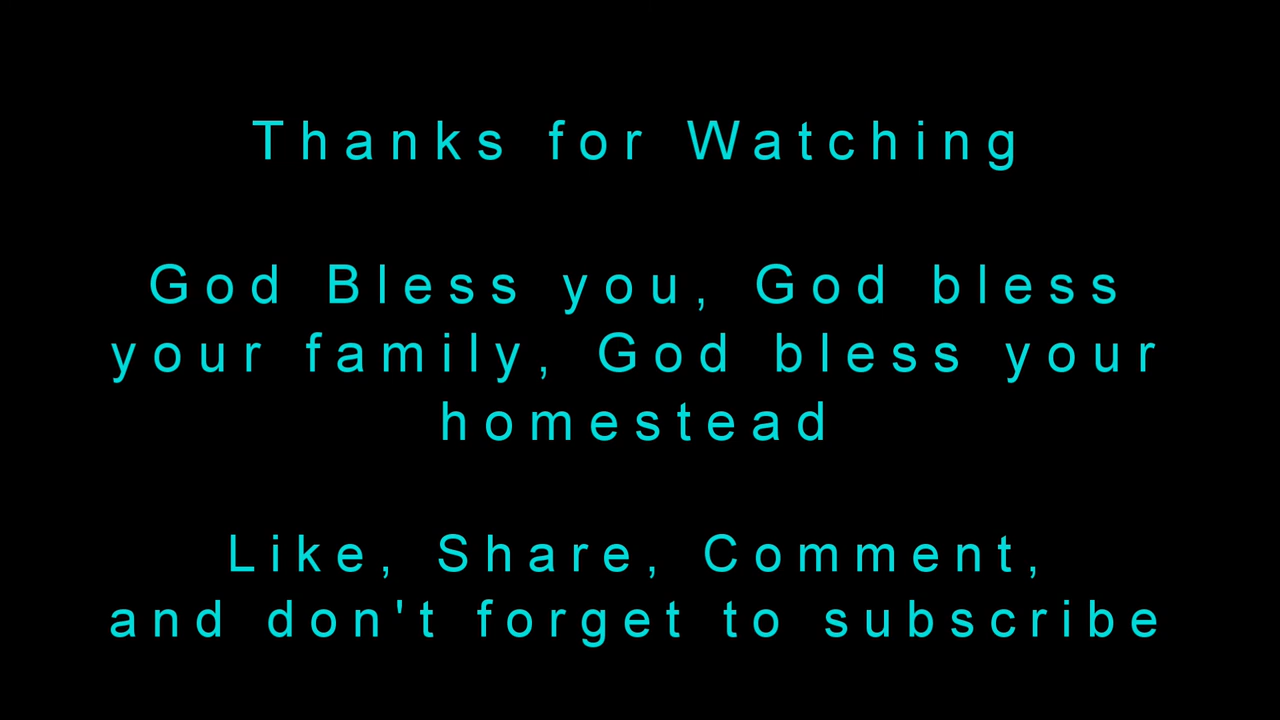 Thanks for Watching
God Bless you, God bless
your family, God bless your
homestead
Like, Share, Comment,
and don't forget to subscribe